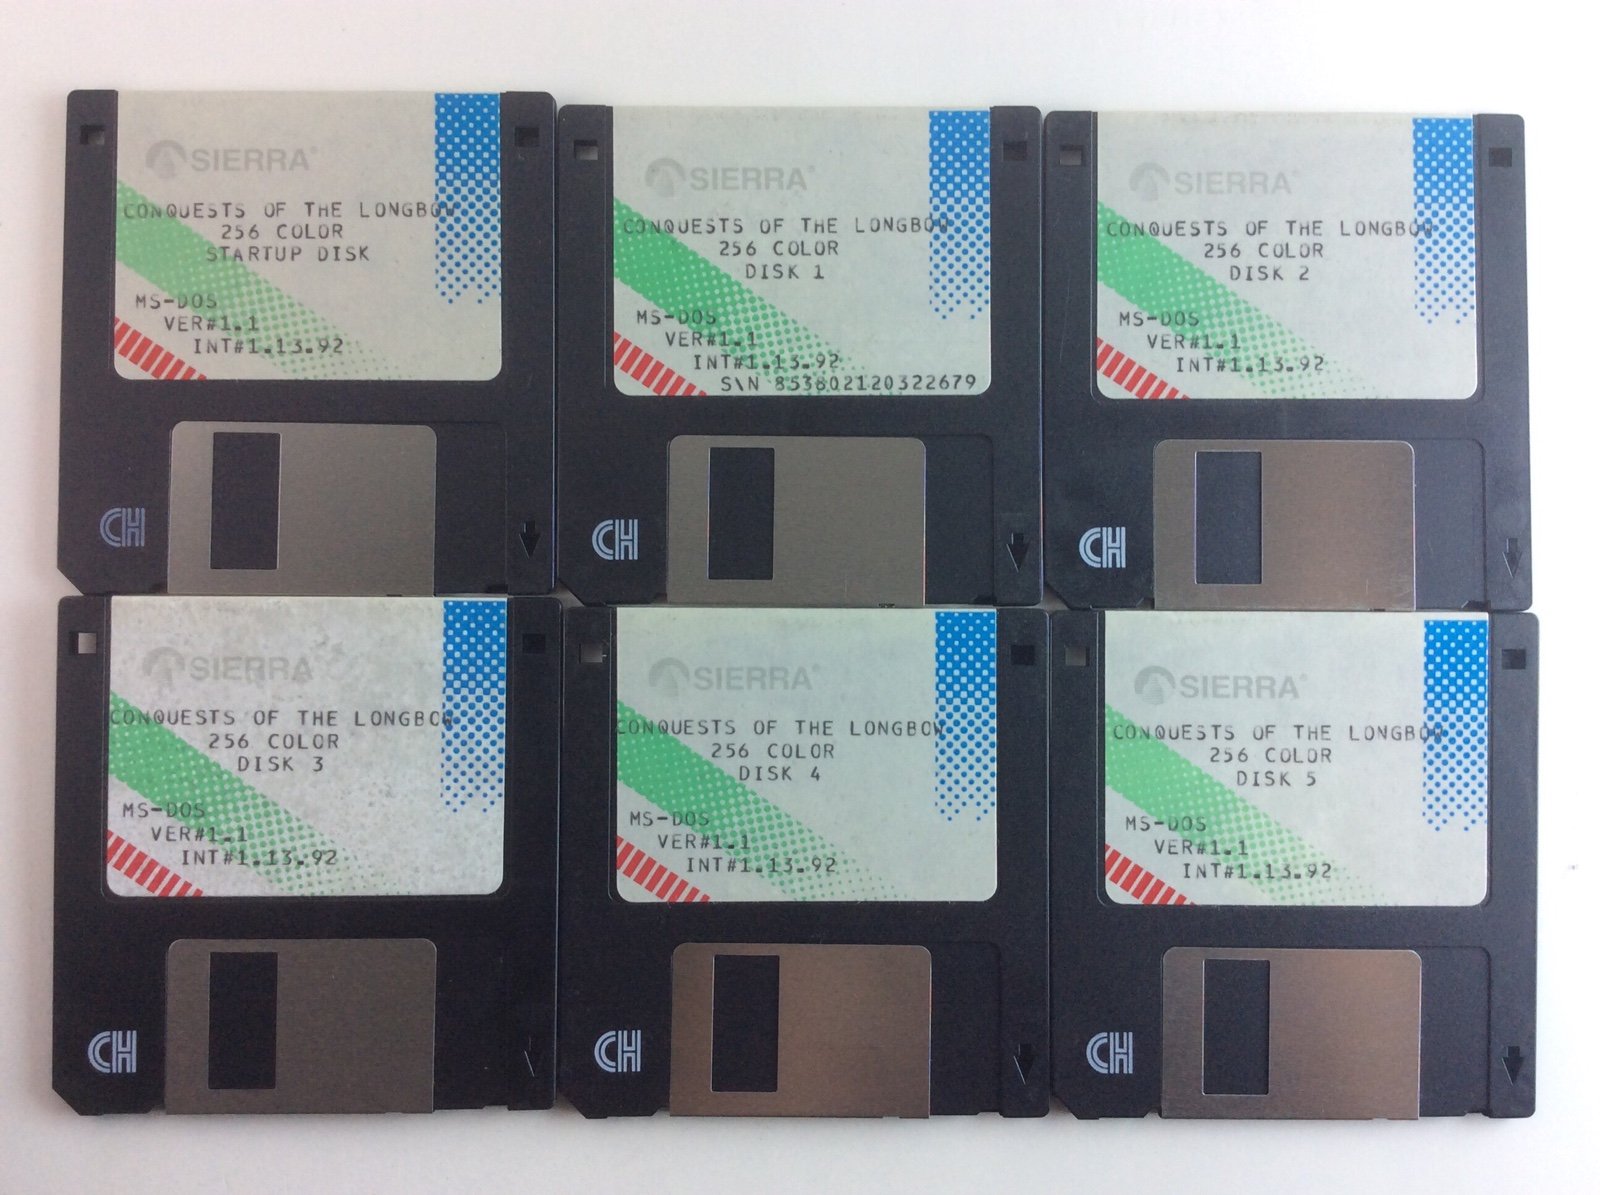 SIERRA®
CONQUESTS OF THE LONGBOW
256 COLOR
STARTUP DISK
MS-DOS
VER#1.1
INT#1.13.92
CH
SIERRA®
CONQUESTS OF THE LONGBOW
256 COLOR
DISK 1
MS-DOS
VER#1.1
INT#1.13.92
S\N 853802120322679
CH
SIERRA®
CONQUESTS OF THE LONGBOW
256 COLOR
DISK 2
MS-DOS
VER#1.1
INT#1.13.92
CH
SIERRA®
CONQUESTS OF THE LONGBOW
256 COLOR
DISK 3
MS-DOS
VER#1.1
INT#1.13.92
CH
SIERRA®
CONQUESTS OF THE LONGBOW
256 COLOR
DISK 4
MS-DOS
VER#1.1
INT#1.13.92
CH
SIERRA®
CONQUESTS OF THE LONGBOW
256 COLOR
DISK 5
MS-DOS
VER#1.1
INT#1.13.92
CH